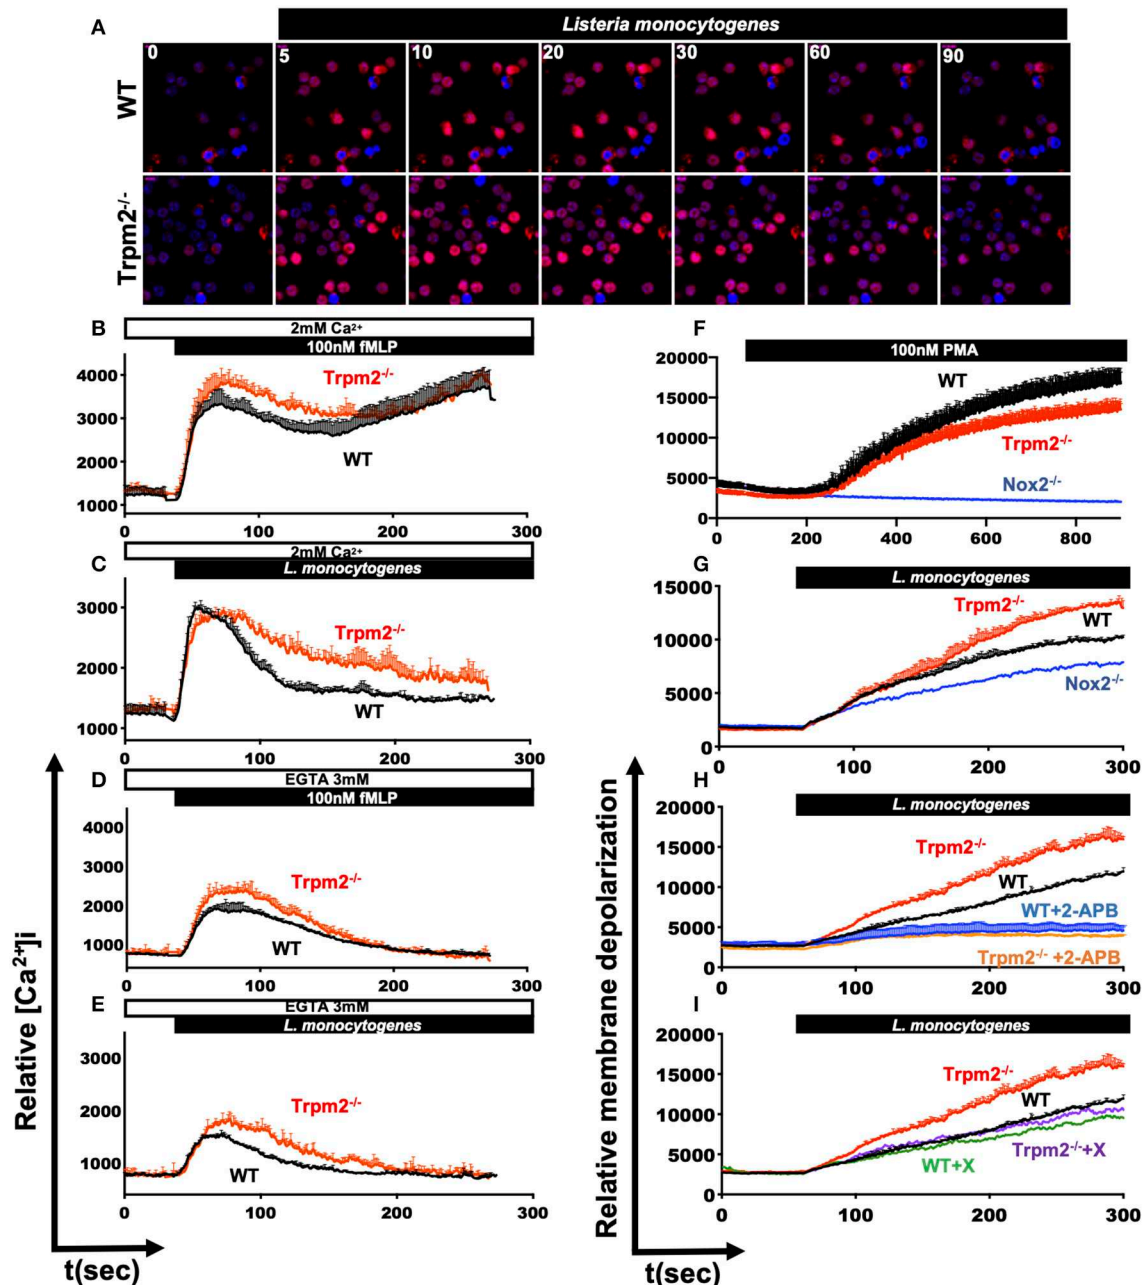 A
Listeria monocytogenes
0 5 10 20 30 60 90
WT
Trpm2-/-
B
2mM Ca2+
100nM fMLP
4000
3000
2000
1000
Trpm2-/-
WT
0 100 200 300
C
2mM Ca2+
L. monocytogenes
3000
2000
1000
Trpm2-/-
WT
0 100 200 300
D
EGTA 3mM
100nM fMLP
4000
3000
2000
1000
Trpm2-/-
WT
0 100 200 300
E
EGTA 3mM
L. monocytogenes
3000
2000
1000
Trpm2-/-
WT
0 100 200 300
Relative [Ca2+]i
t(sec)
F
100nM PMA
20000
15000
10000
5000
0
WT
Trpm2-/-
Nox2-/-
0 200 400 600 800
G
L. monocytogenes
15000
10000
5000
0
Trpm2-/-
WT
Nox2-/-
100 200 300
H
L. monocytogenes
20000
15000
10000
5000
0
Trpm2-/-
WT
WT+2-APB
Trpm2-/- +2-APB
0 100 200 300
I
L. monocytogenes
20000
15000
10000
5000
0
Trpm2-/-
WT
Trpm2-/-+X
WT+X
0 100 200 300
Relative membrane depolarization
t(sec)